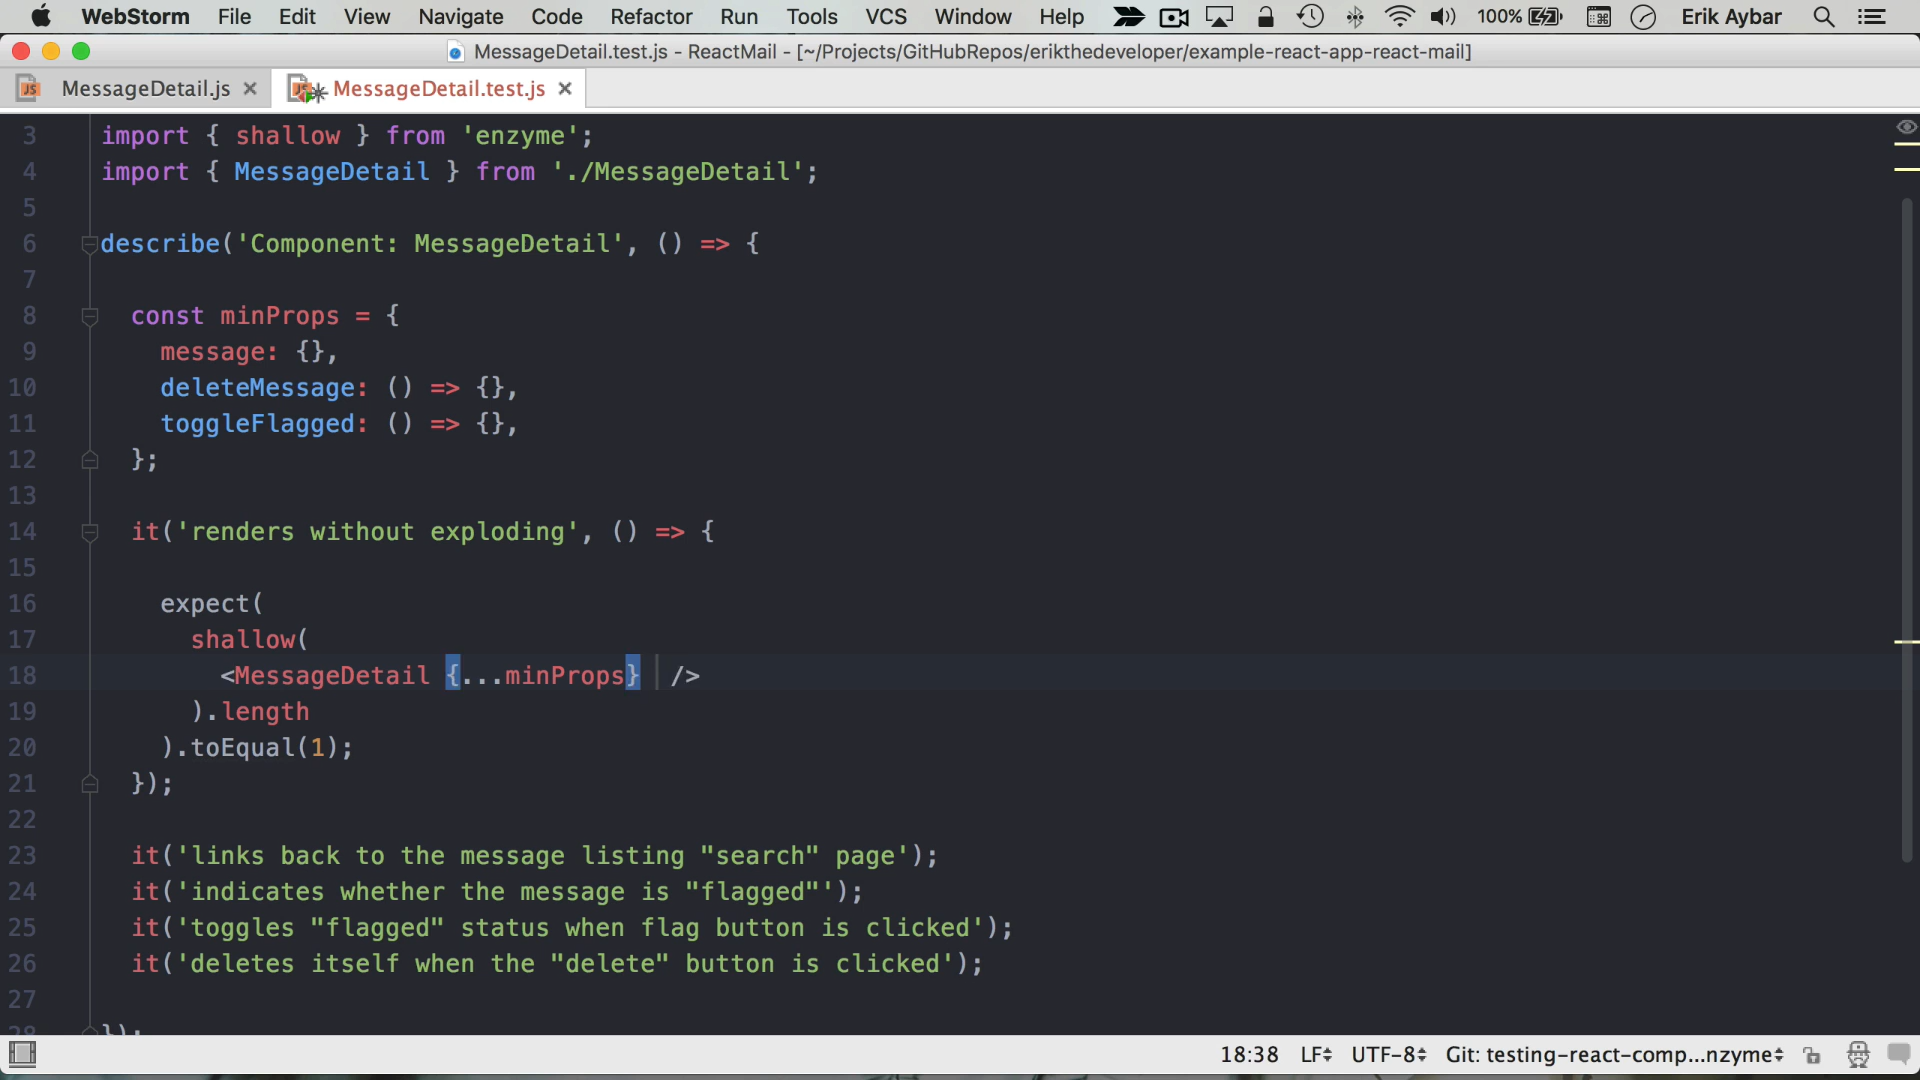 WebStorm File Edit View Navigate Code Refactor Run Tools VCS Window Help 100% Erik Aybar
MessageDetail.test.js - ReactMail - [~/Projects/GitHubRepos/erikthedeveloper/example-react-app-react-mail]
JS MessageDetail.js JS MessageDetail.test.js
3 import { shallow } from 'enzyme';
4 import { MessageDetail } from './MessageDetail';
5
6 describe('Component: MessageDetail', () => {
7
8 const minProps = {
9 message: {},
10 deleteMessage: () => {},
11 toggleFlagged: () => {},
12 };
13
14 it('renders without exploding', () => {
15
16 expect(
17 shallow(
18 <MessageDetail {...minProps} />
19 ).length
20 ).toEqual(1);
21 });
22
23 it('links back to the message listing "search" page');
24 it('indicates whether the message is "flagged"');
25 it('toggles "flagged" status when flag button is clicked');
26 it('deletes itself when the "delete" button is clicked');
27
28 });
18:38 LF UTF-8 Git: testing-react-comp...nzyme